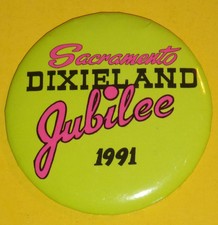 Sacramento
DIXIELAND
Jubilee
1991